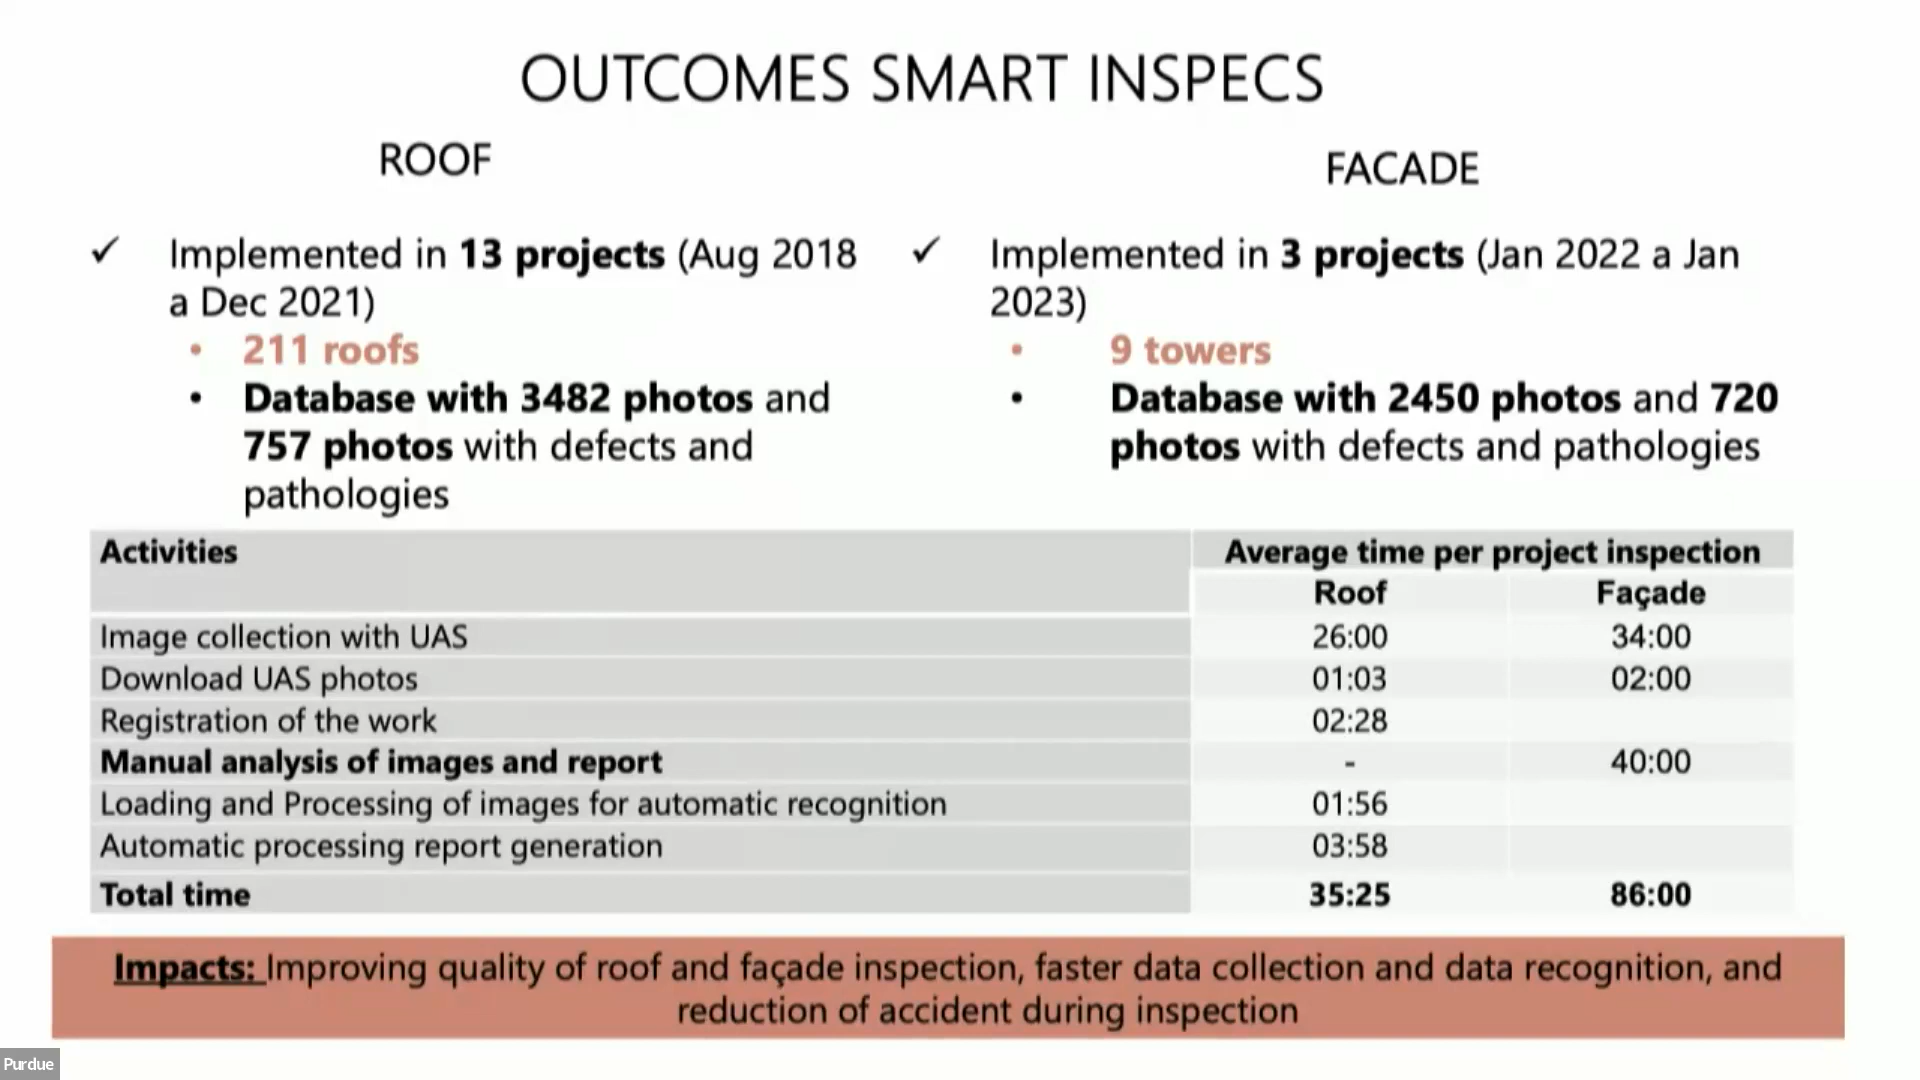 OUTCOMES SMART INSPECS
ROOF
✓ Implemented in 13 projects (Aug 2018
a Dec 2021)
• 211 roofs
• Database with 3482 photos and
757 photos with defects and
pathologies
FACADE
✓ Implemented in 3 projects (Jan 2022 a Jan
2023)
• 9 towers
• Database with 2450 photos and 720
photos with defects and pathologies
Activities Average time per project inspection
Roof Façade
Image collection with UAS 26:00 34:00
Download UAS photos 01:03 02:00
Registration of the work 02:28
Manual analysis of images and report - 40:00
Loading and Processing of images for automatic recognition 01:56
Automatic processing report generation 03:58
Total time 35:25 86:00
Impacts: Improving quality of roof and façade inspection, faster data collection and data recognition, and
reduction of accident during inspection
Purdue